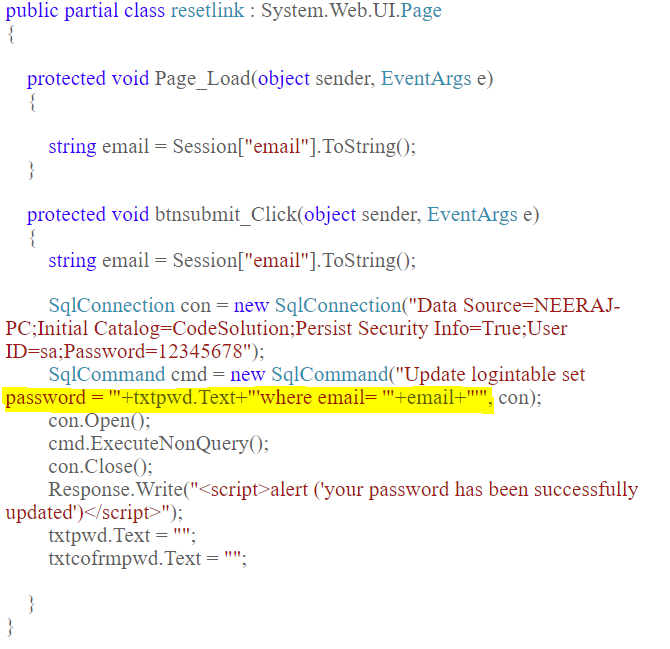 public partial class resetlink : System.Web.UI.Page
{
protected void Page_Load(object sender, EventArgs e)
{
string email = Session["email"].ToString();
}
protected void btnsubmit_Click(object sender, EventArgs e)
{
string email = Session["email"].ToString();
SqlConnection con = new SqlConnection("Data Source=NEERAJ-
PC;Initial Catalog=CodeSolution;Persist Security Info=True;User
ID=sa;Password=12345678");
SqlCommand cmd = new SqlCommand("Update logintable set
password = '"+txtpwd.Text+"'where email= '"+email+"'", con);
con.Open();
cmd.ExecuteNonQuery();
con.Close();
Response.Write("<script>alert ('your password has been successfully
updated')</script>");
txtpwd.Text = "";
txtcofrmpwd.Text = "";
}
}